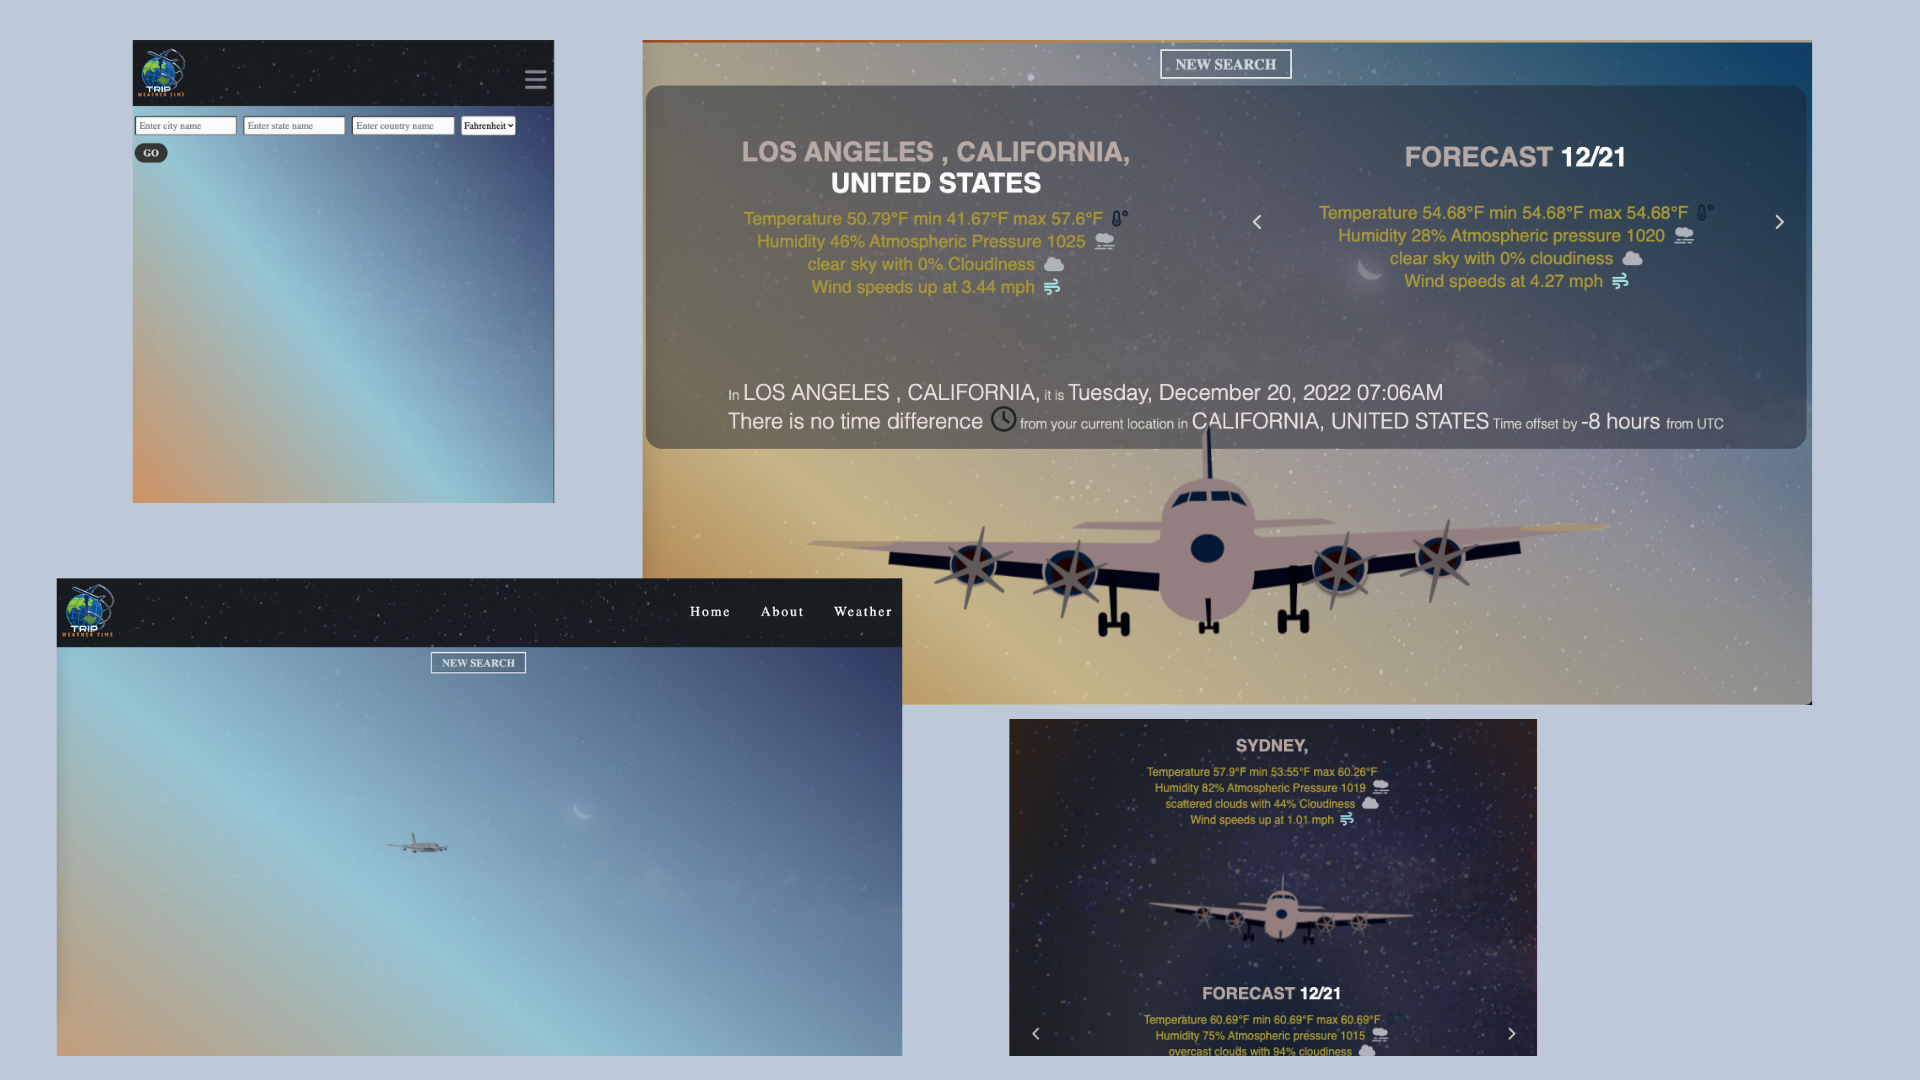 TRIP
WEATHER TIME
Enter city name
Enter state name
Enter country name
Fahrenheit
GO
NEW SEARCH
LOS ANGELES , CALIFORNIA,
UNITED STATES
Temperature 50.79°F min 41.67°F max 57.6°F
Humidity 46% Atmospheric Pressure 1025
clear sky with 0% Cloudiness
Wind speeds up at 3.44 mph
FORECAST 12/21
Temperature 54.68°F min 54.68°F max 54.68°F
Humidity 28% Atmospheric pressure 1020
clear sky with 0% cloudiness
Wind speeds at 4.27 mph
In LOS ANGELES , CALIFORNIA, it is Tuesday, December 20, 2022 07:06AM
There is no time difference from your current location in CALIFORNIA, UNITED STATES Time offset by -8 hours from UTC
TRIP
WEATHER TIME
Home About Weather
NEW SEARCH
SYDNEY,
Temperature 57.9°F min 53.55°F max 60.26°F
Humidity 82% Atmospheric Pressure 1019
scattered clouds with 44% Cloudiness
Wind speeds up at 1.01 mph
FORECAST 12/21
Temperature 60.69°F min 60.69°F max 60.69°F
Humidity 75% Atmospheric pressure 1015
overcast clouds with 94% cloudiness